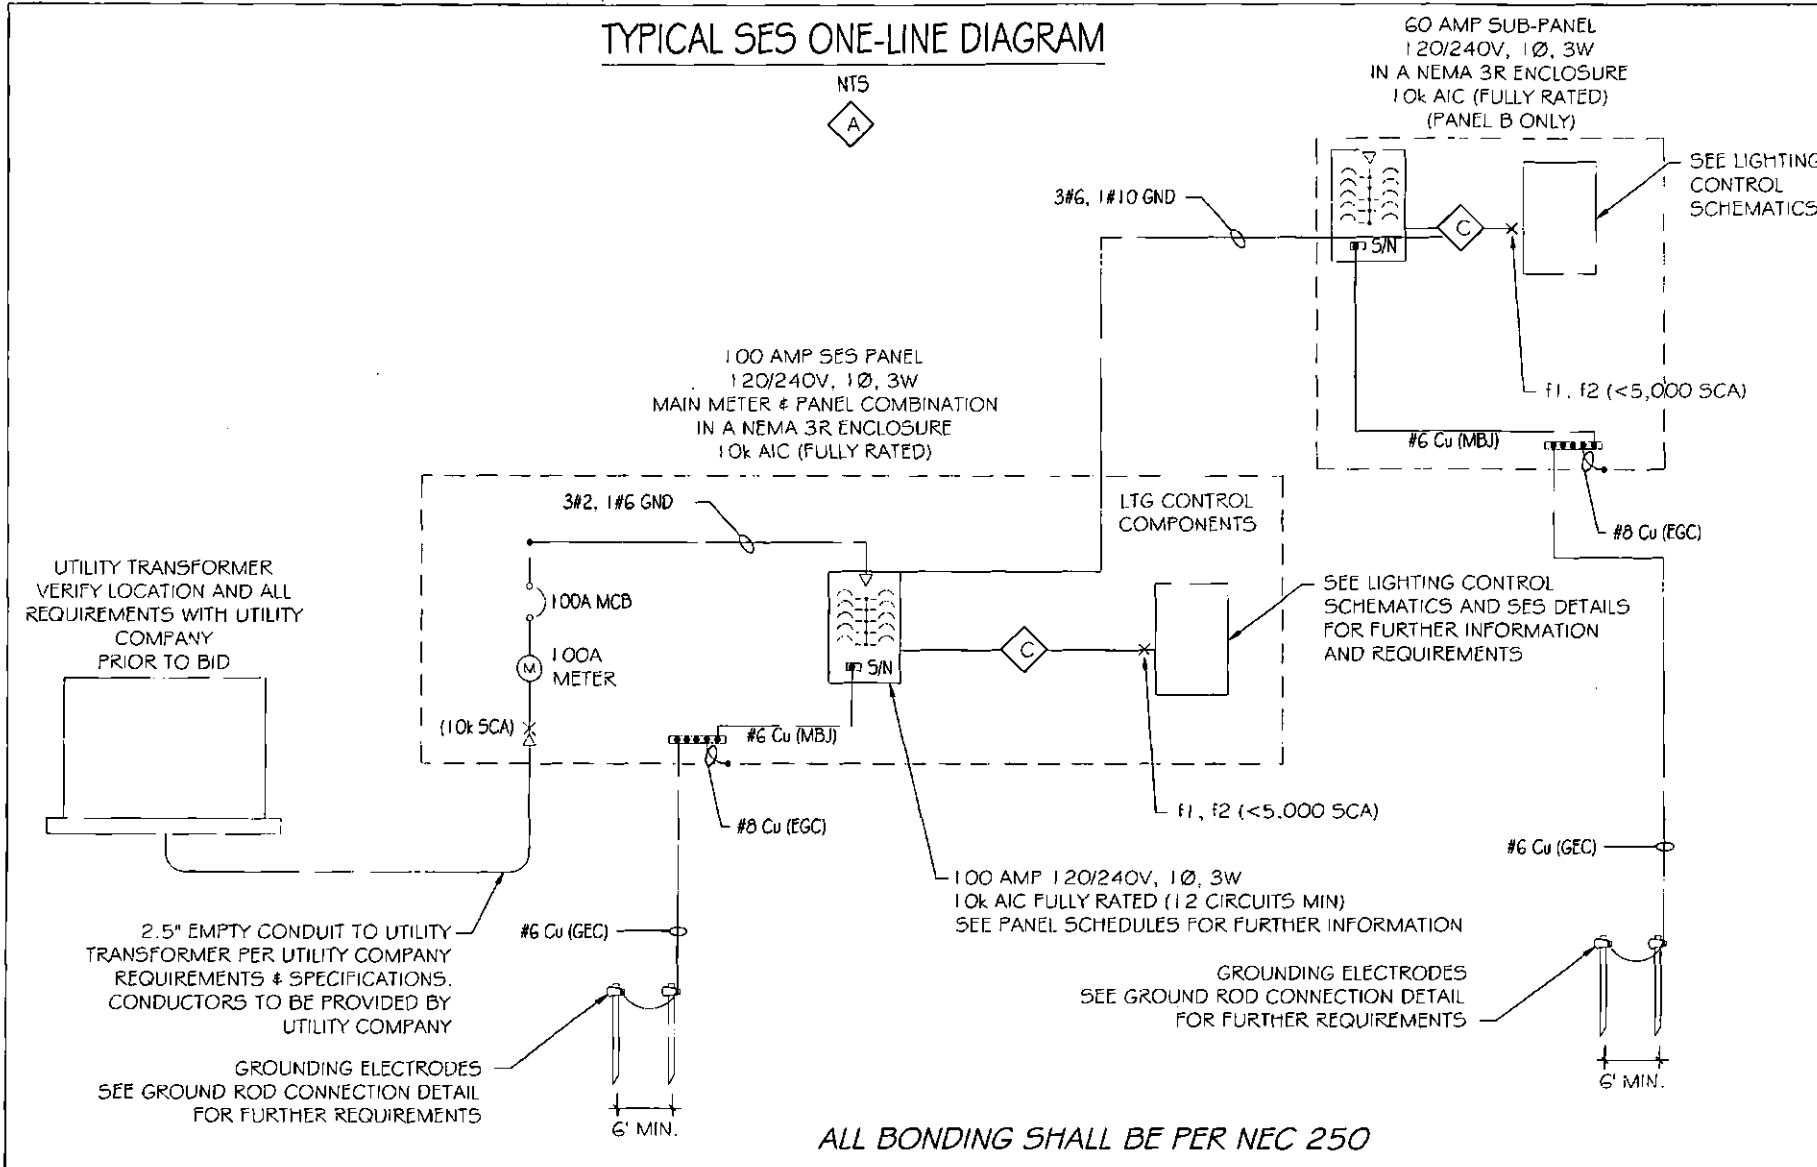 TYPICAL SES ONE-LINE DIAGRAM
NTS
A
60 AMP SUB-PANEL
120/240V, 1Ø, 3W
IN A NEMA 3R ENCLOSURE
10k AIC (FULLY RATED)
(PANEL B ONLY)
SEE LIGHTING
CONTROL
SCHEMATICS
3#6, 1#10 GND
C
S/N
f1, f2 (<5,000 SCA)
#6 Cu (MBJ)
#8 Cu (EGC)
100 AMP SES PANEL
120/240V, 1Ø, 3W
MAIN METER & PANEL COMBINATION
IN A NEMA 3R ENCLOSURE
10k AIC (FULLY RATED)
3#2, 1#6 GND
LTG CONTROL
COMPONENTS
UTILITY TRANSFORMER
VERIFY LOCATION AND ALL
REQUIREMENTS WITH UTILITY
COMPANY
PRIOR TO BID
100A MCB
M
100A
METER
(10k SCA)
S/N
C
SEE LIGHTING CONTROL
SCHEMATICS AND SES DETAILS
FOR FURTHER INFORMATION
AND REQUIREMENTS
#6 Cu (MBJ)
#8 Cu (EGC)
f1, f2 (<5,000 SCA)
#6 Cu (GEC)
100 AMP 120/240V, 1Ø, 3W
10k AIC FULLY RATED (12 CIRCUITS MIN)
SEE PANEL SCHEDULES FOR FURTHER INFORMATION
2.5" EMPTY CONDUIT TO UTILITY
TRANSFORMER PER UTILITY COMPANY
REQUIREMENTS & SPECIFICATIONS.
CONDUCTORS TO BE PROVIDED BY
UTILITY COMPANY
#6 Cu (GEC)
GROUNDING ELECTRODES
SEE GROUND ROD CONNECTION DETAIL
FOR FURTHER REQUIREMENTS
GROUNDING ELECTRODES
SEE GROUND ROD CONNECTION DETAIL
FOR FURTHER REQUIREMENTS
6' MIN.
6' MIN.
ALL BONDING SHALL BE PER NEC 250